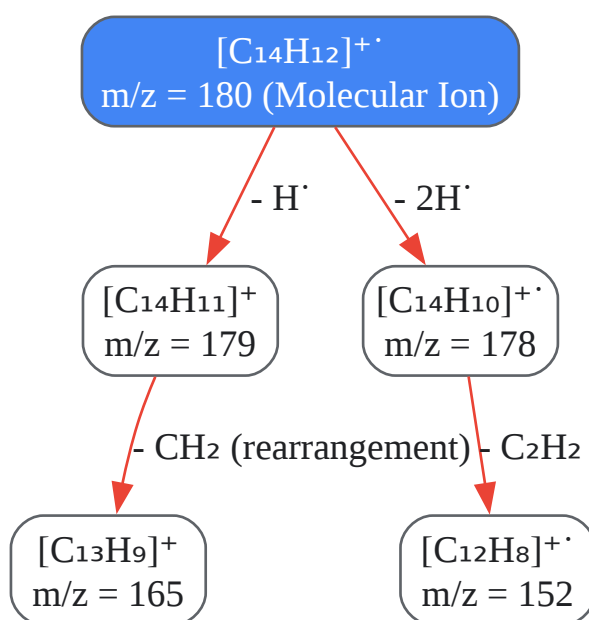 [C₁₄H₁₂]⁺˙
m/z = 180 (Molecular Ion)
- H˙
- 2H˙
[C₁₄H₁₁]⁺
m/z = 179
[C₁₄H₁₀]⁺˙
m/z = 178
- CH₂ (rearrangement)
- C₂H₂
[C₁₃H₉]⁺
m/z = 165
[C₁₂H₈]⁺˙
m/z = 152